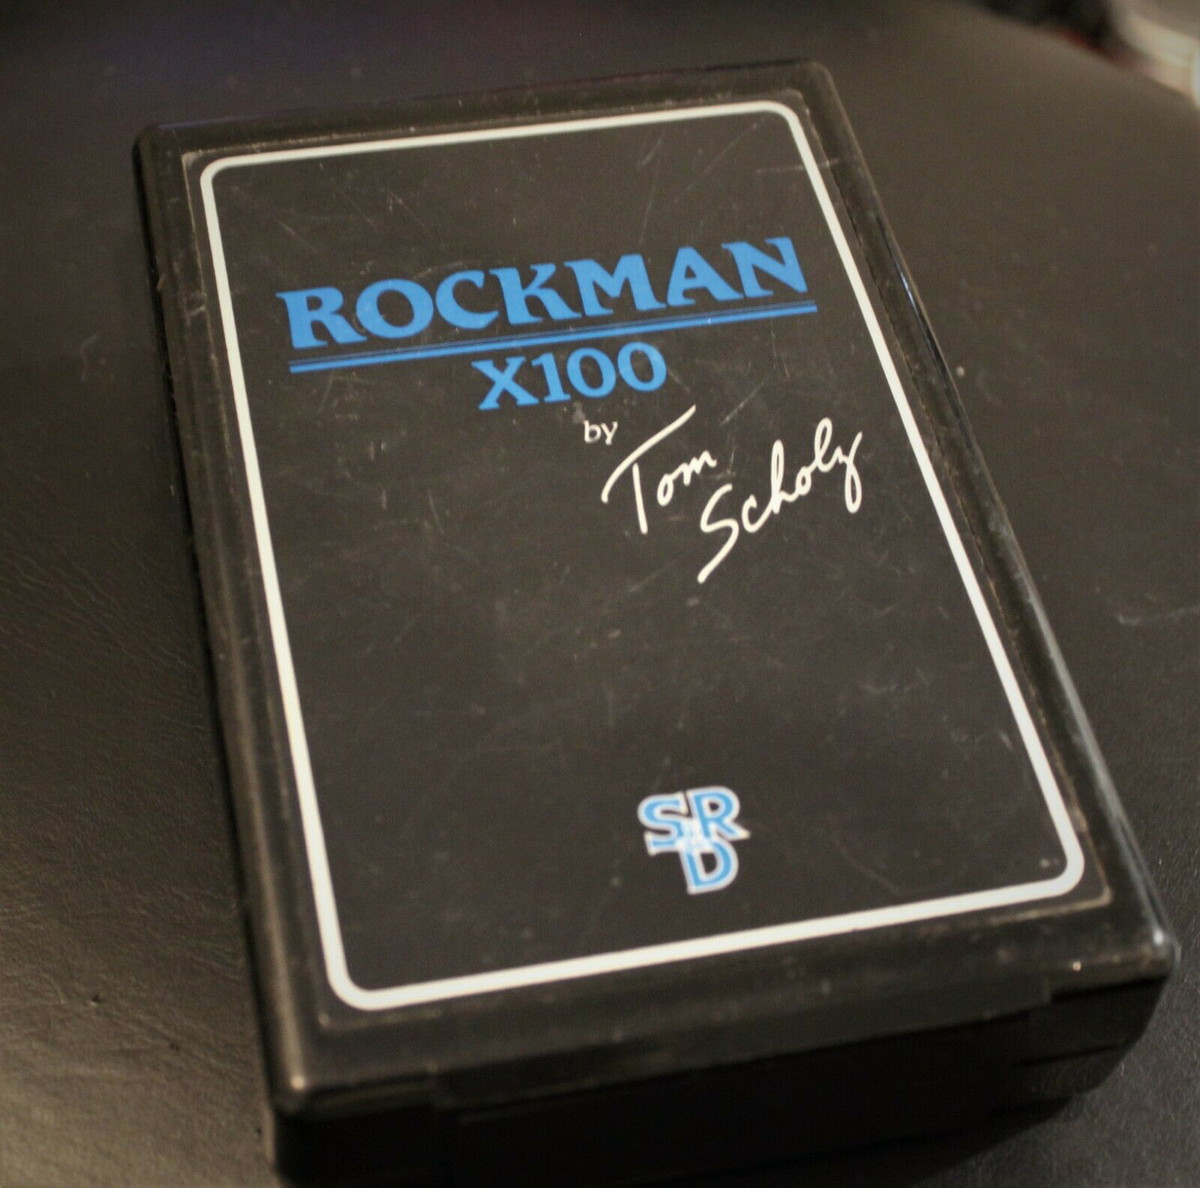 ROCKMAN
X100
by
Tom
Scholz
SR
&
D